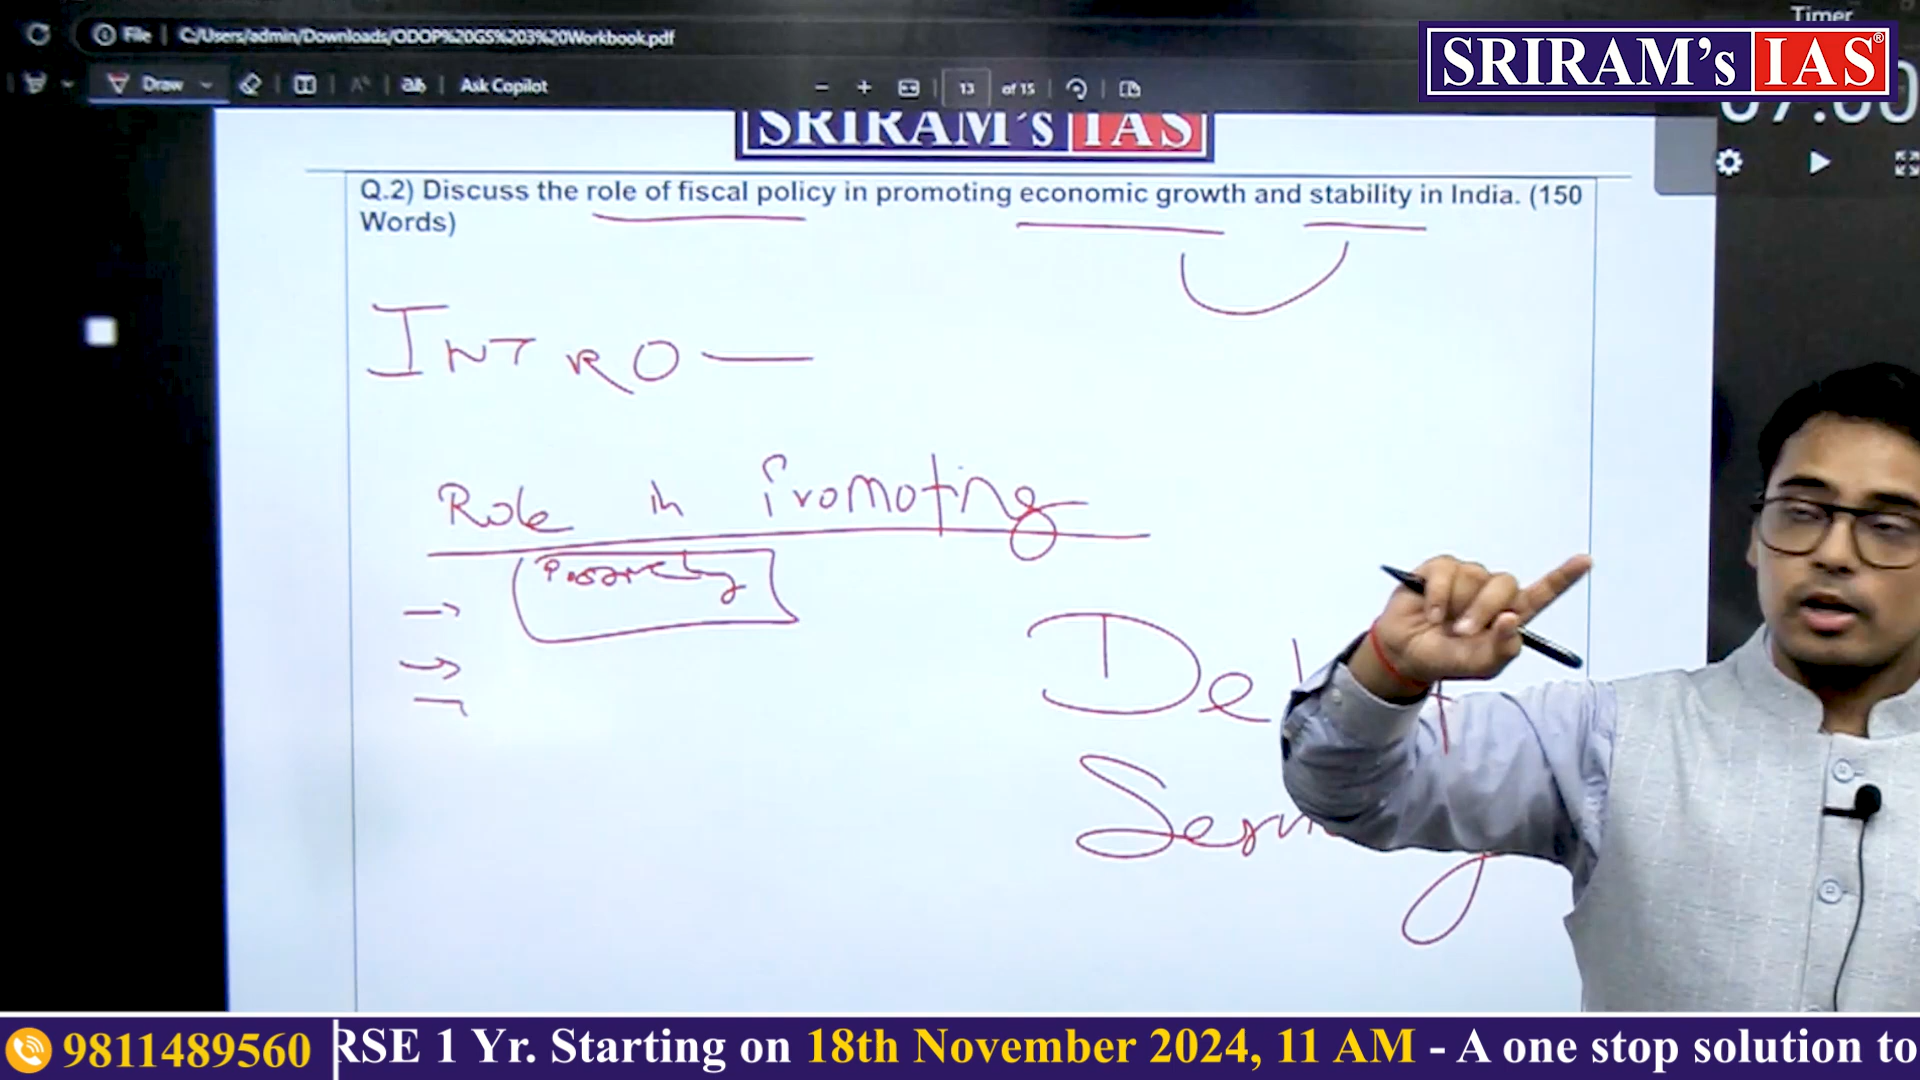 Timer
File | C:/Users/admin/Downloads/ODOP%20GS%203%20Workbook.pdf
SRIRAM's IAS®
Draw Ask Copilot − + 13 of 15
SRIRAM's IAS
Q.2) Discuss the role of fiscal policy in promoting economic growth and stability in India. (150
Words)
INTRO —
Role in Promoting
De
Ser
9811489560 RSE 1 Yr. Starting on 18th November 2024, 11 AM - A one stop solution to